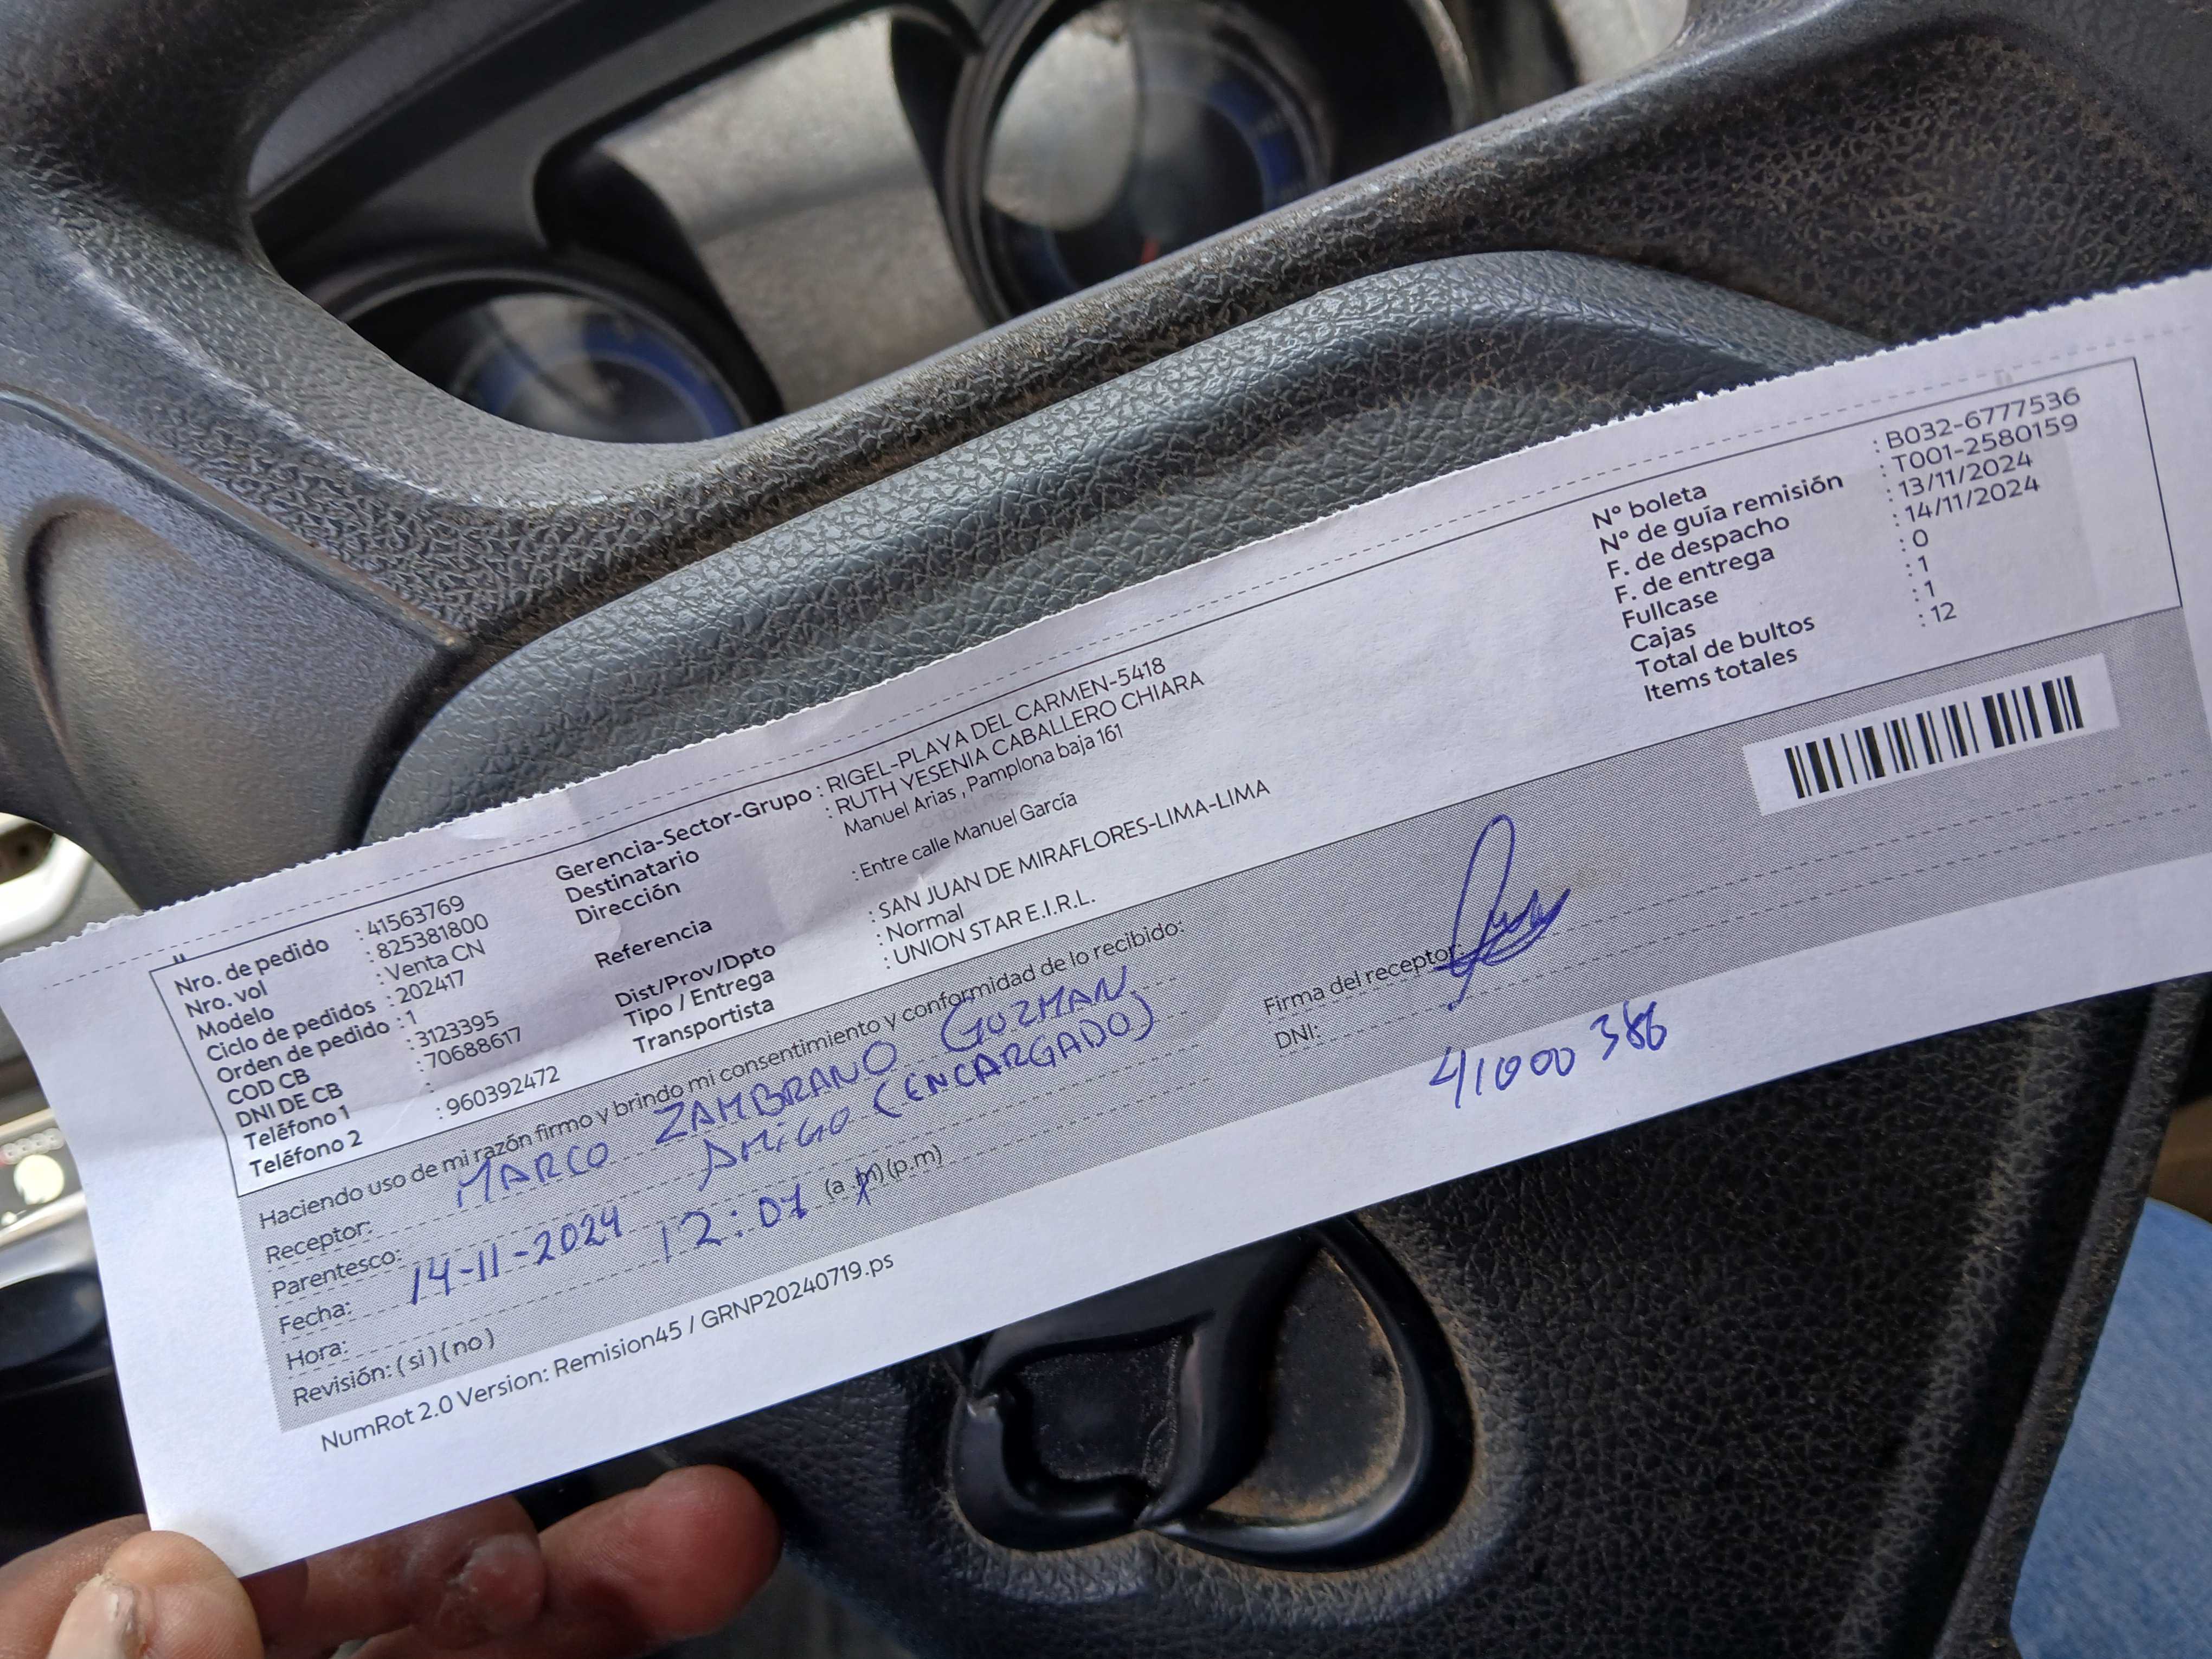 Nro. de pedido : 41563769
Nro. vol : 825381800
Modelo : Venta CN
Ciclo de pedidos : 202417
Orden de pedido : 1
COD CB : 3123395
DNI DE CB : 70688617
Teléfono 1 :
Teléfono 2 : 960392472
Gerencia-Sector-Grupo : RIGEL-PLAYA DEL CARMEN-5418
Destinatario : RUTH YESENIA CABALLERO CHIARA
Dirección Manuel Arias , Pamplona baja 161
Referencia : Entre calle Manuel García
Dist/Prov/Dpto : SAN JUAN DE MIRAFLORES-LIMA-LIMA
Tipo / Entrega : Normal
Transportista : UNION STAR E.I.R.L.
N° boleta : B032-6777536
N° de guía remisión : T001-2580159
F. de despacho : 13/11/2024
F. de entrega : 14/11/2024
Fullcase : 0
Cajas : 1
Total de bultos : 1
Items totales : 12
Haciendo uso de mi razón firmo y brindo mi consentimiento y conformidad de lo recibido:
Receptor: MARCO ZAMBRANO GUZMAN
Parentesco: AMIGO (ENCARGADO)
Fecha: 14-11-2024
Hora: 12:07 (a.m) (p.m)
Revisión: ( si ) ( no )
Firma del receptor:
DNI: 41000386
NumRot 2.0 Version: Remision45 / GRNP20240719.ps